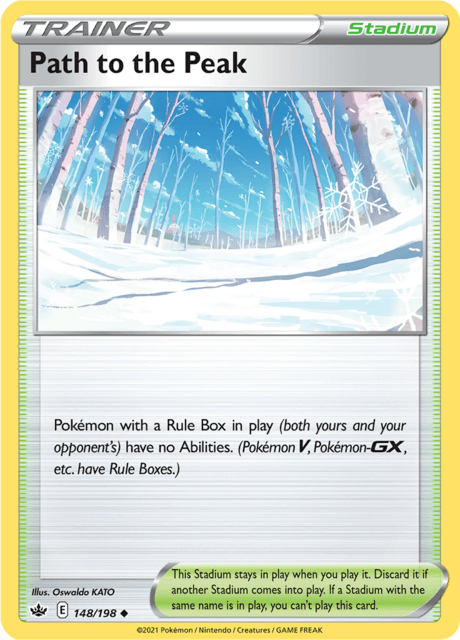 TRAINER Stadium
Path to the Peak
Pokémon with a Rule Box in play (both yours and your
opponent's) have no Abilities. (Pokémon V, Pokémon-GX,
etc. have Rule Boxes.)
This Stadium stays in play when you play it. Discard it if
another Stadium comes into play. If a Stadium with the
same name is in play, you can't play this card.
Illus. Oswaldo KATO
E 148/198 ◆
©2021 Pokémon / Nintendo / Creatures / GAME FREAK